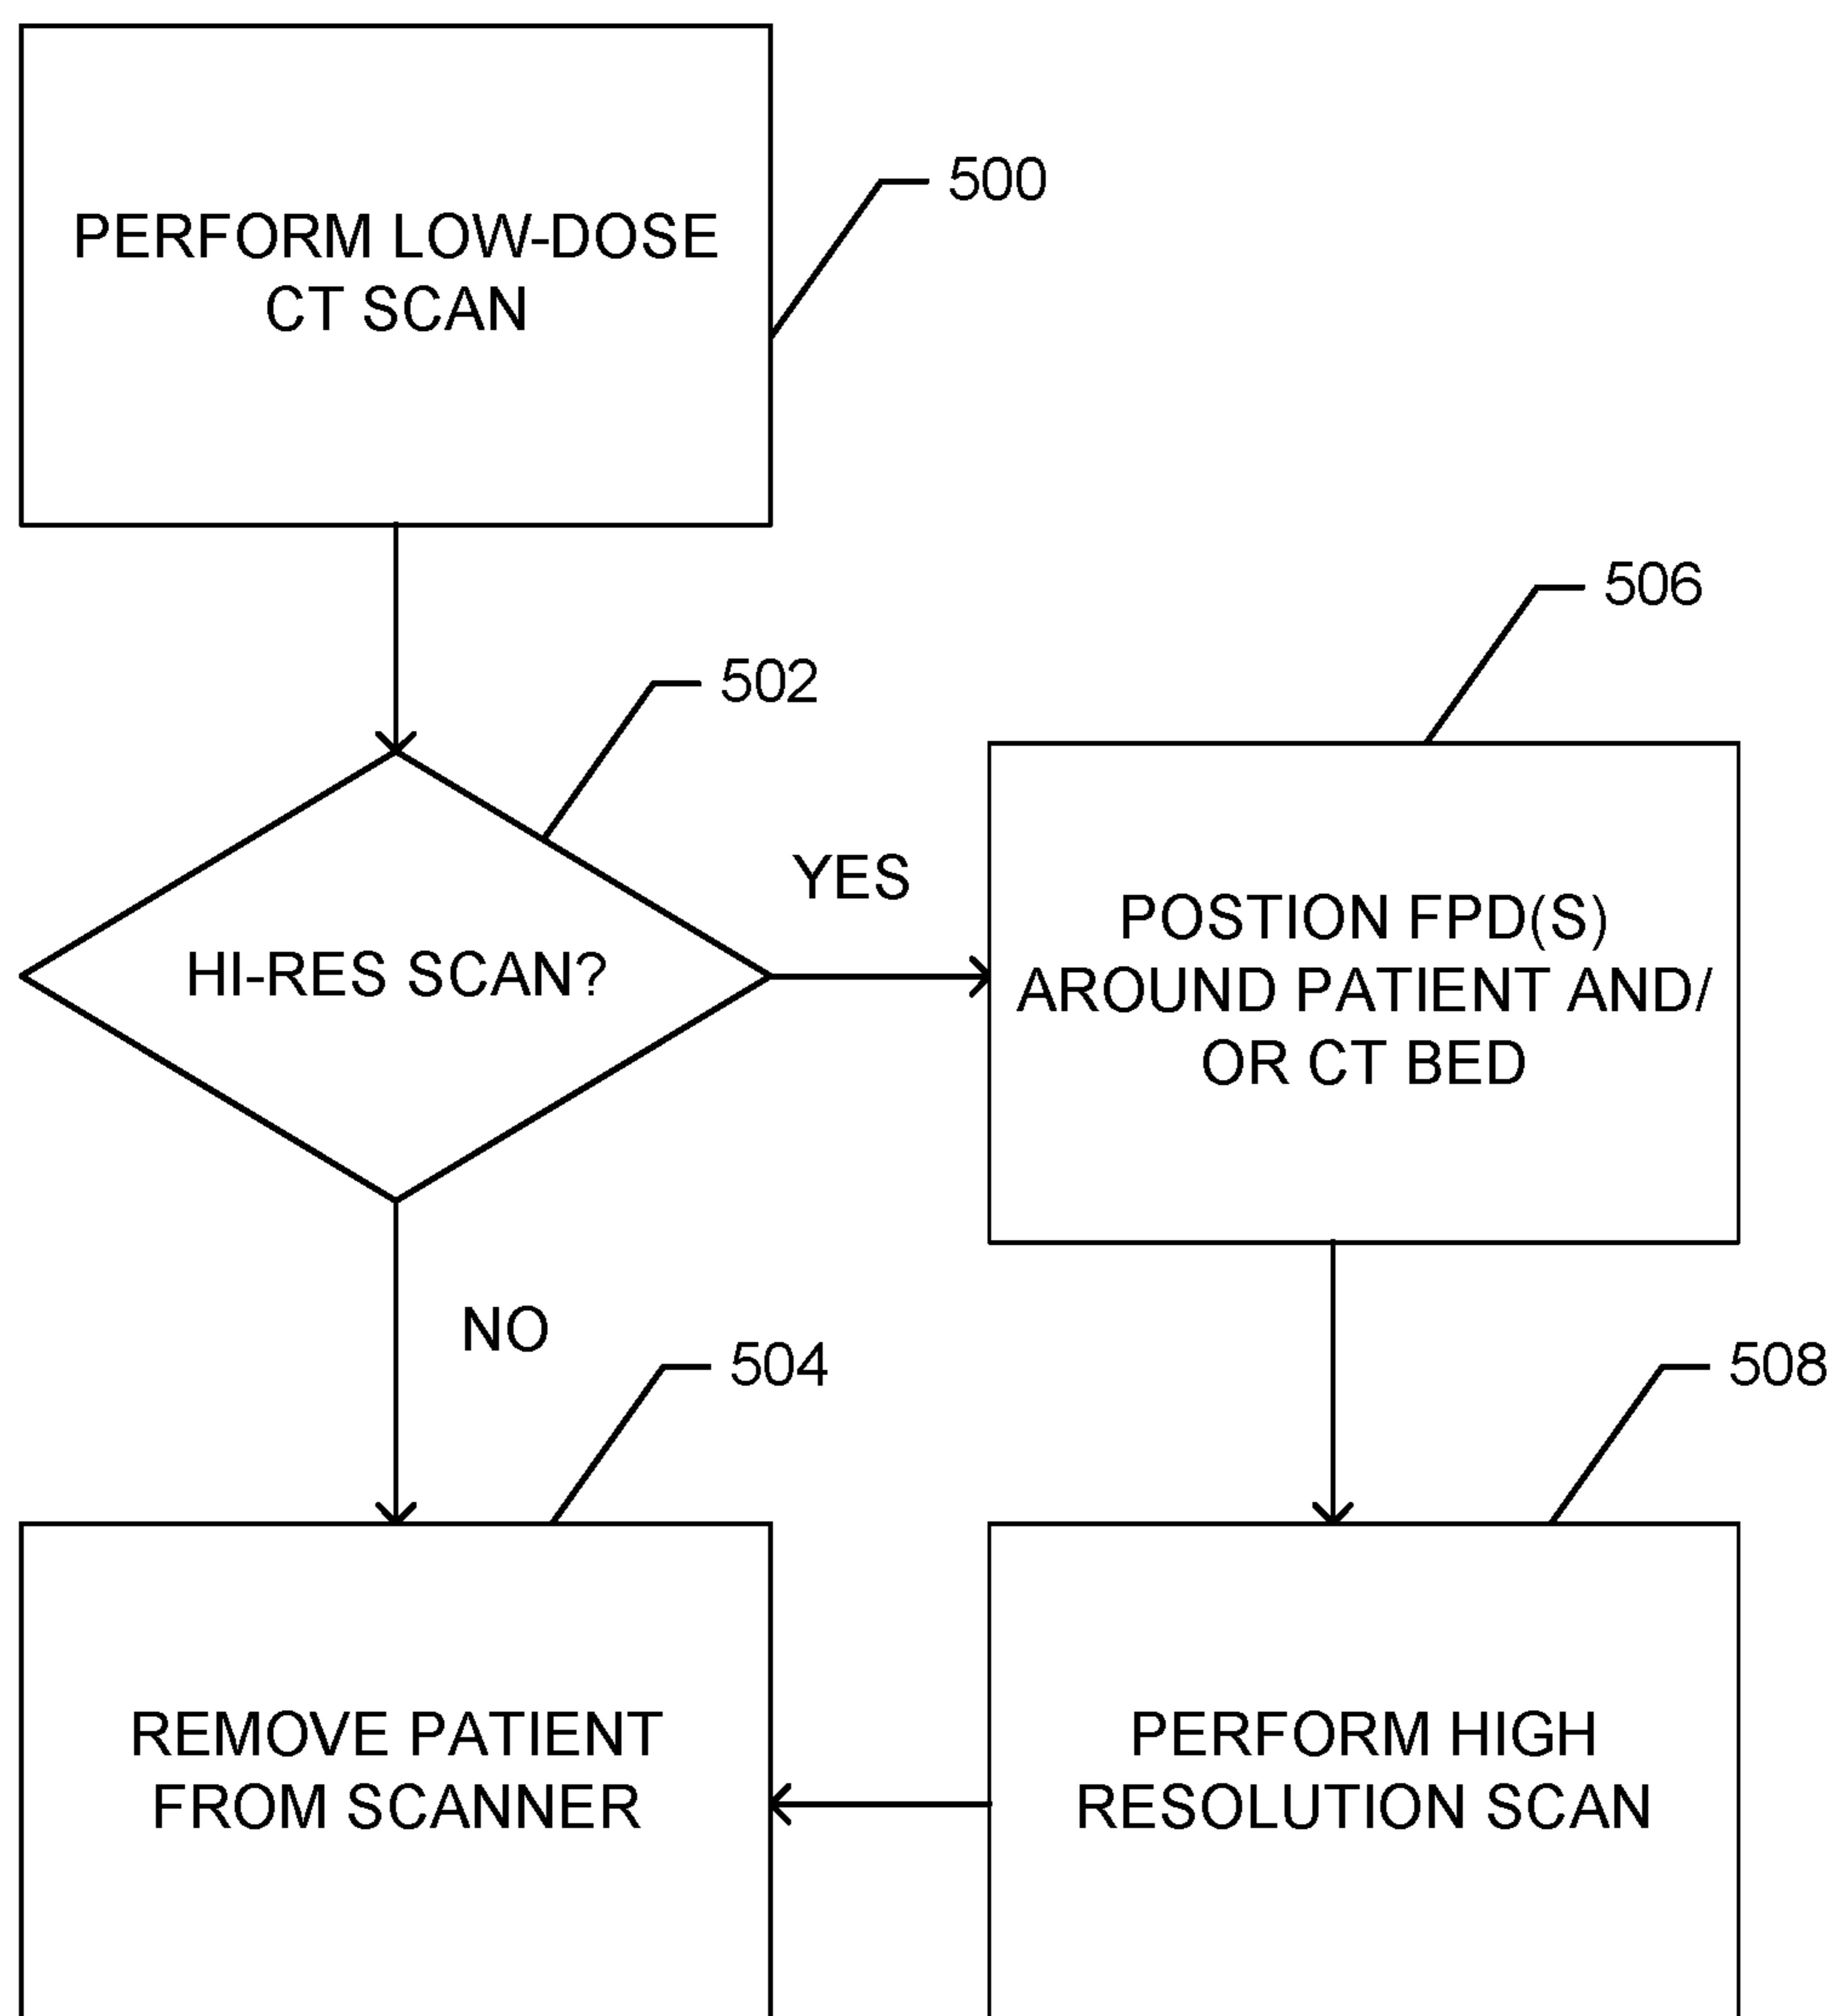 PERFORM LOW-DOSE
CT SCAN
500
502
HI-RES SCAN?
YES
506
POSTION FPD(S)
AROUND PATIENT AND/
OR CT BED
NO
504
REMOVE PATIENT
FROM SCANNER
508
PERFORM HIGH
RESOLUTION SCAN